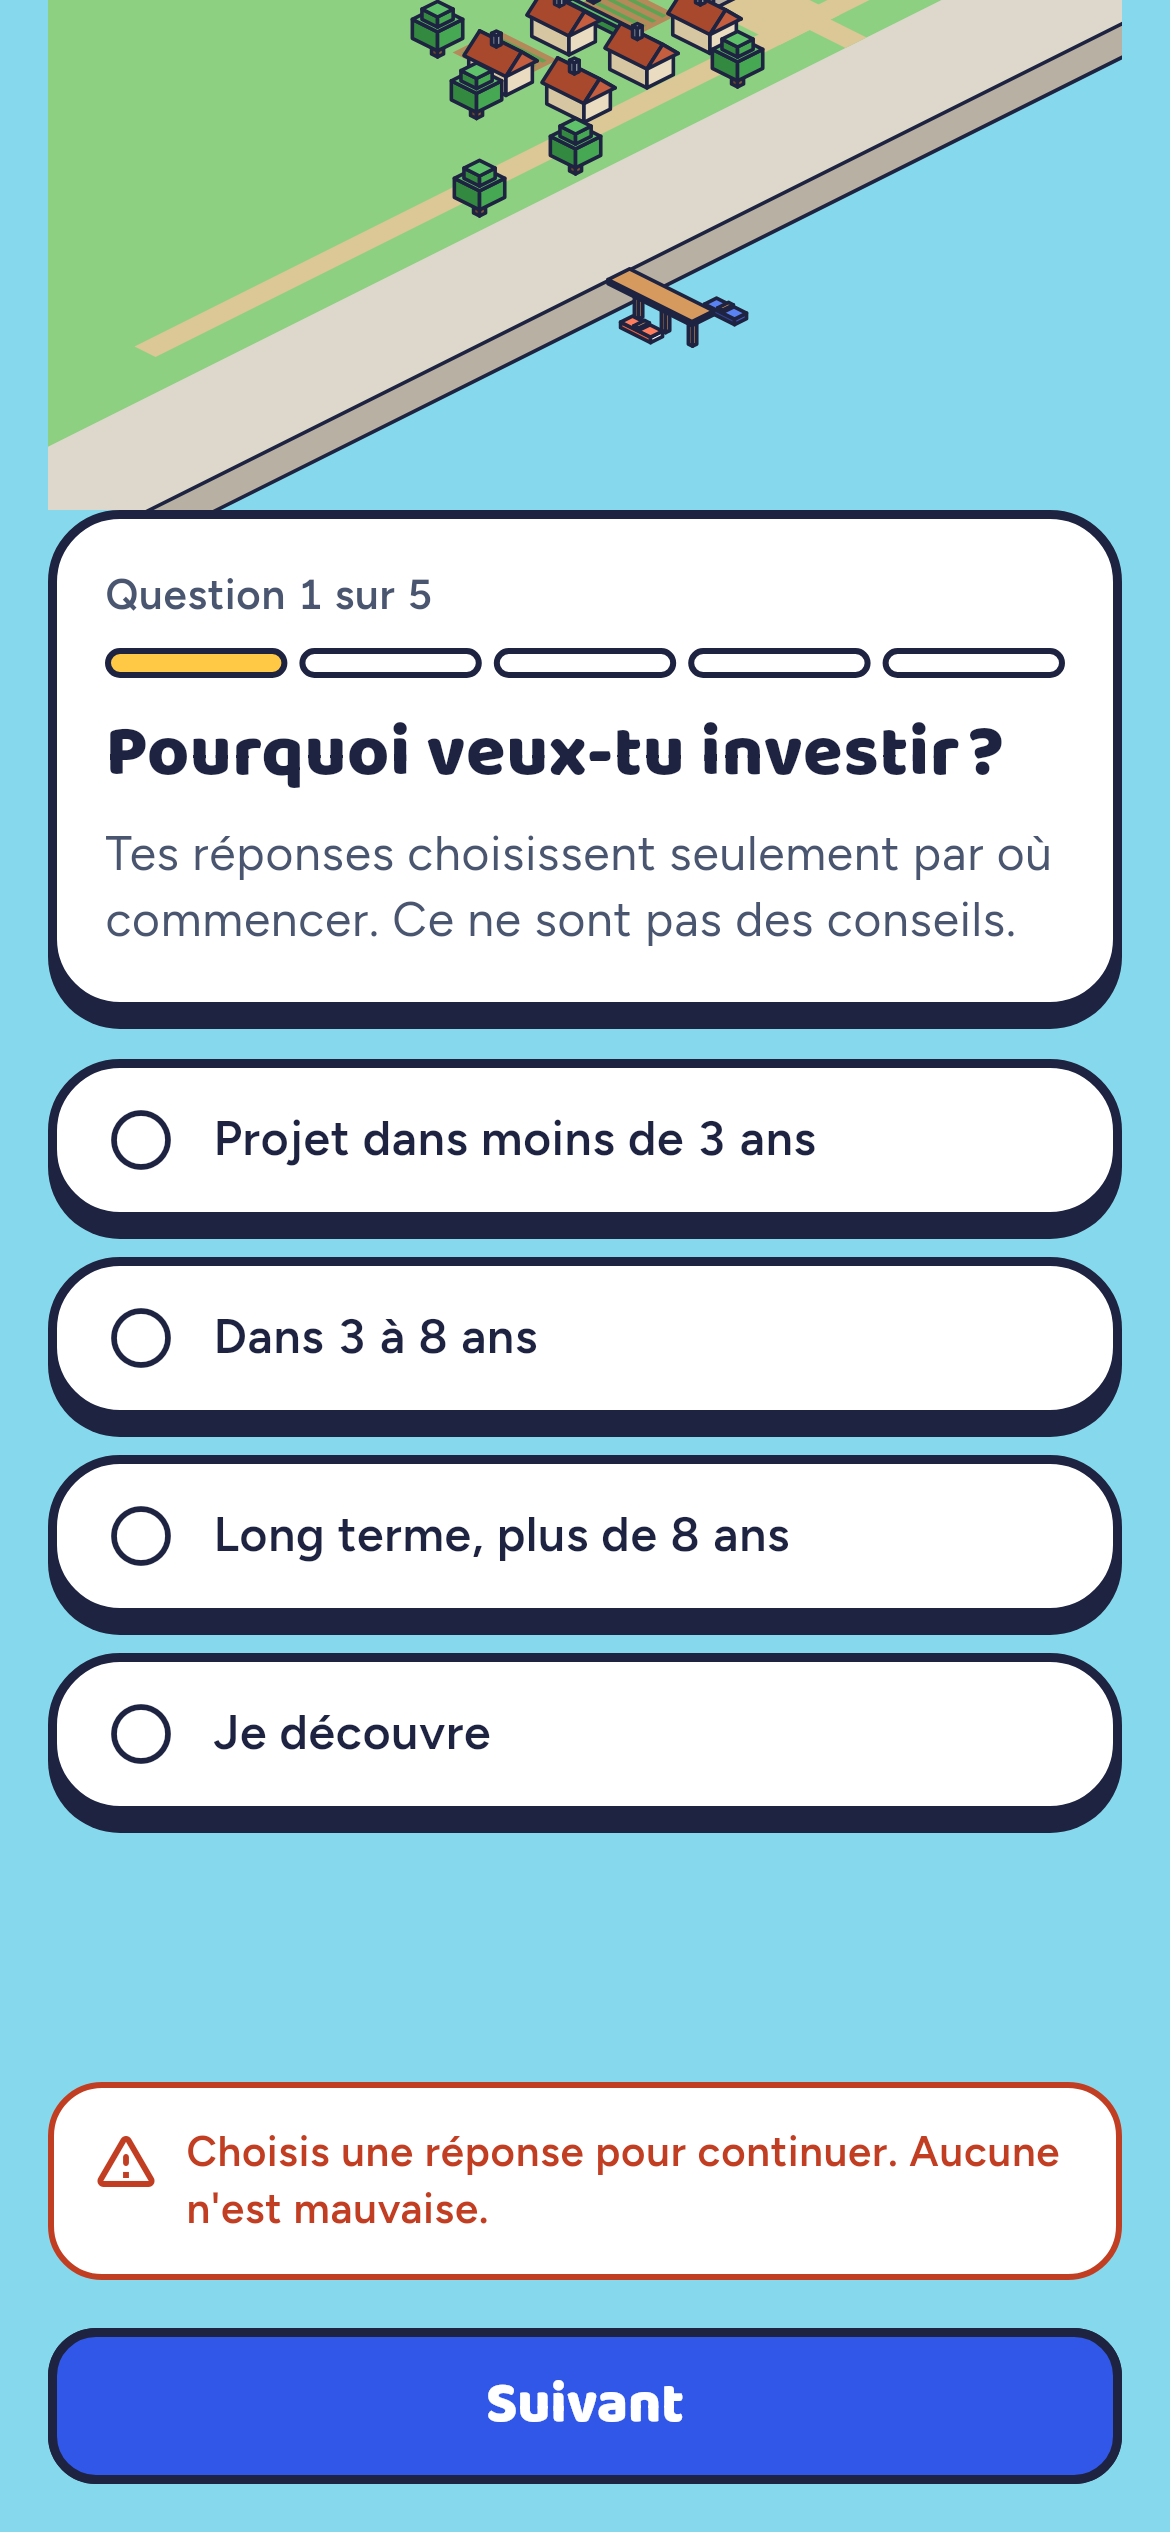 Question 1 sur 5
Pourquoi veux-tu investir ?
Tes réponses choisissent seulement par où
commencer. Ce ne sont pas des conseils.
Projet dans moins de 3 ans
Dans 3 à 8 ans
Long terme, plus de 8 ans
Je découvre
Choisis une réponse pour continuer. Aucune
n'est mauvaise.
Suivant